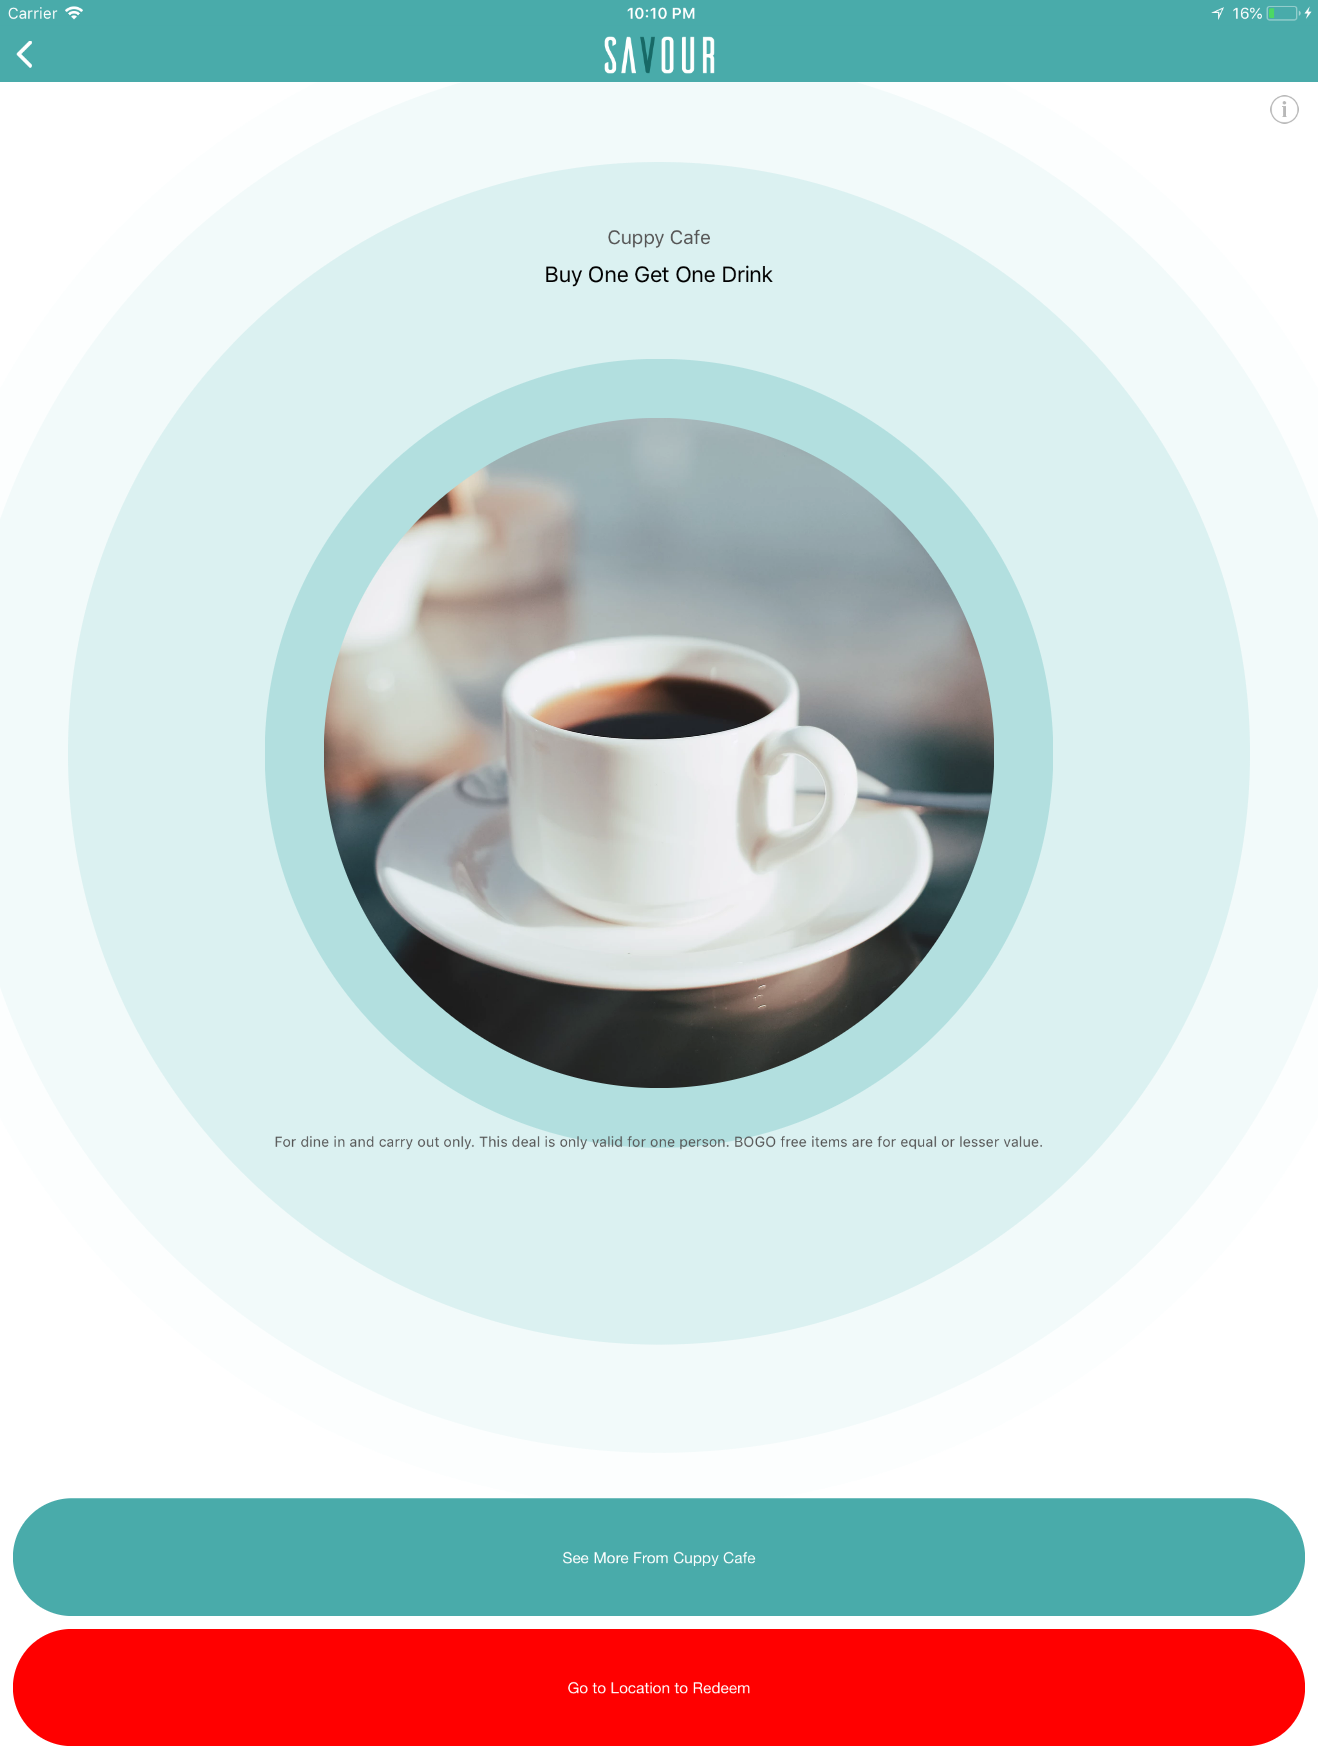 Carrier 10:10 PM 16%
SAVOUR
i
Cuppy Cafe
Buy One Get One Drink
For dine in and carry out only. This deal is only valid for one person. BOGO free items are for equal or lesser value.
See More From Cuppy Cafe
Go to Location to Redeem